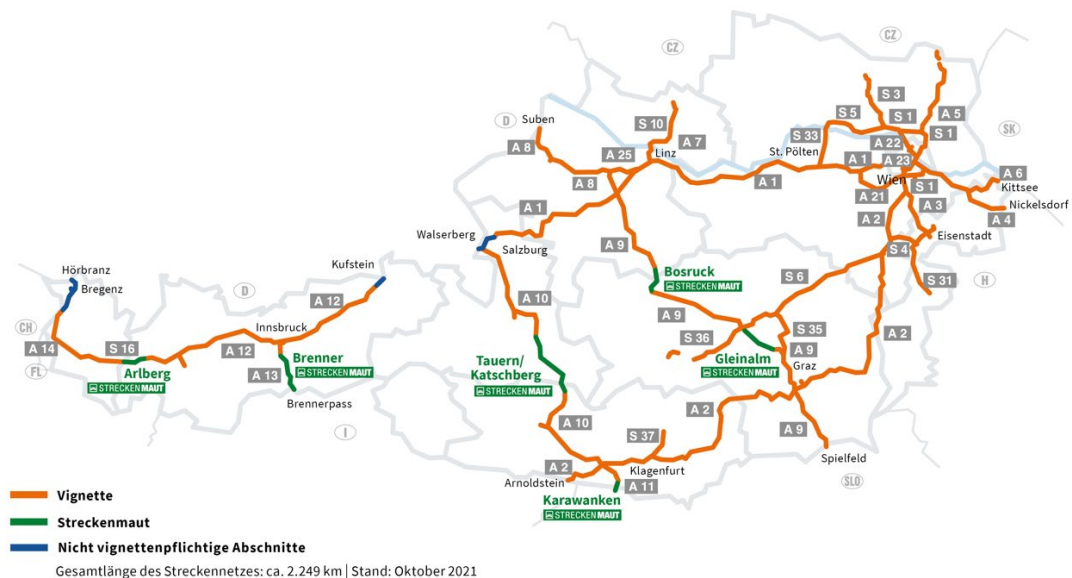 CZ
CZ
D
Suben
S 10
A 7
S 3
S 5
S 1
A 5
S 1
SK
S 33
A 22
A 8
A 25
Linz
St. Pölten
A 1
A 23
A 8
A 1
Wien
S 1
A 6
Kittsee
A 21
A 3
Nickelsdorf
A 1
A 2
A 4
Walserberg
Salzburg
A 9
Eisenstadt
S 4
Hörbranz
Bregenz
D
Kufstein
A 12
Bosruck
STRECKENMAUT
S 6
S 31
H
A 10
A 9
CH
A 14
FL
S 16
Arlberg
STRECKENMAUT
A 12
Innsbruck
A 13
Brenner
STRECKENMAUT
Brennerpass
Tauern/
Katschberg
STRECKENMAUT
S 36
S 35
Gleinalm
STRECKENMAUT
A 9
Graz
A 2
I
A 10
S 37
A 2
A 9
Spielfeld
A 2
Arnoldstein
Klagenfurt
A 11
SLO
Karawanken
STRECKENMAUT
Vignette
Streckenmaut
Nicht vignettenpflichtige Abschnitte
Gesamtlänge des Streckennetzes: ca. 2.249 km | Stand: Oktober 2021